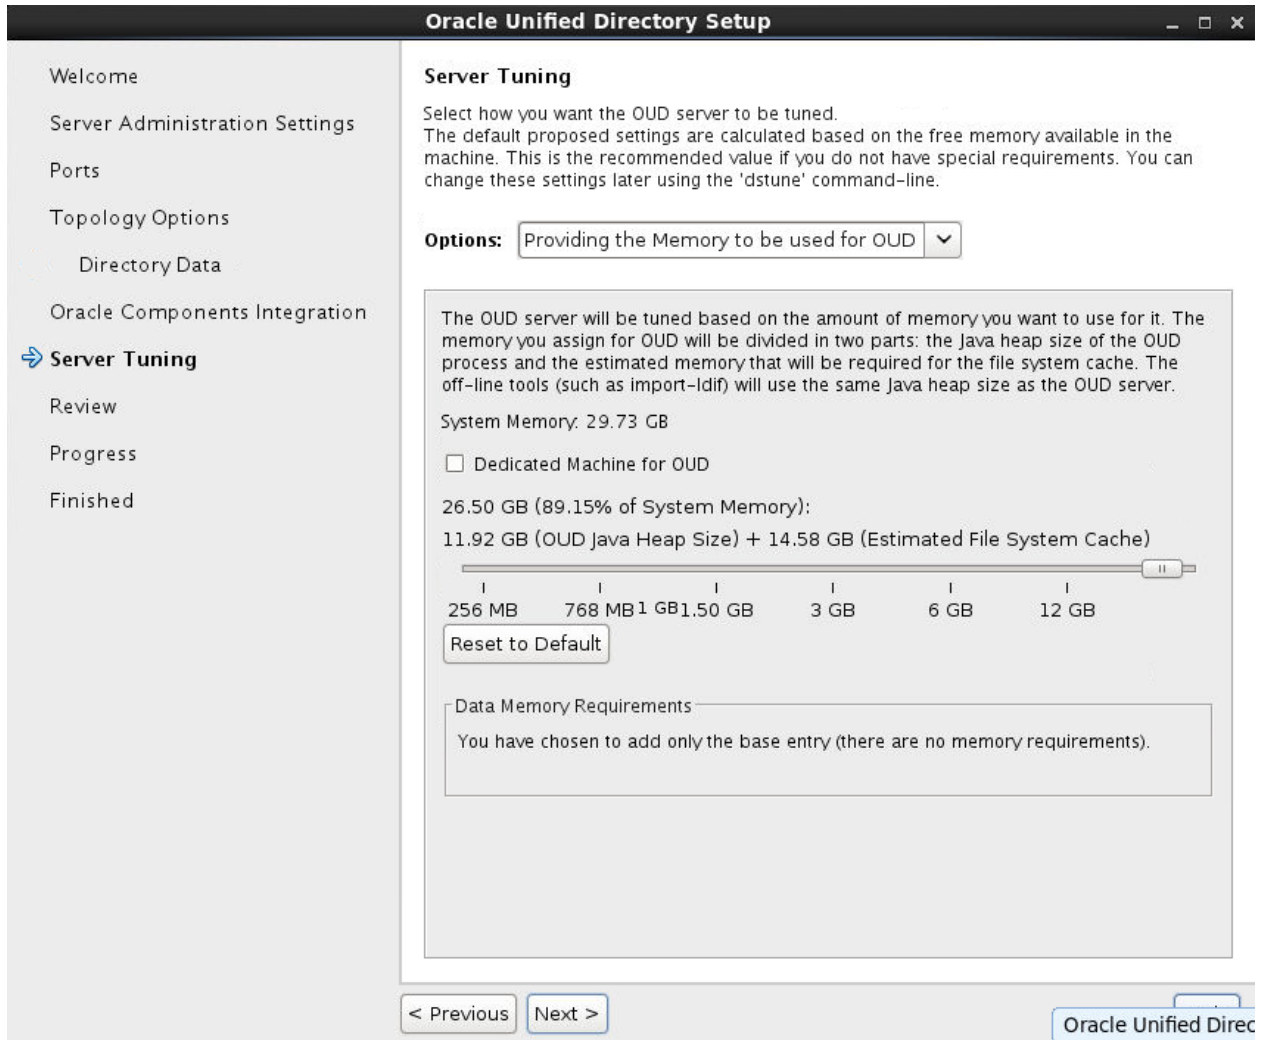 Oracle Unified Directory Setup
Welcome
Server Administration Settings
Ports
Topology Options
Directory Data
Oracle Components Integration
Server Tuning
Review
Progress
Finished
Server Tuning
Select how you want the OUD server to be tuned.
The default proposed settings are calculated based on the free memory available in the
machine. This is the recommended value if you do not have special requirements. You can
change these settings later using the 'dstune' command-line.
Options: Providing the Memory to be used for OUD
The OUD server will be tuned based on the amount of memory you want to use for it. The
memory you assign for OUD will be divided in two parts: the Java heap size of the OUD
process and the estimated memory that will be required for the file system cache. The
off-line tools (such as import-ldif) will use the same Java heap size as the OUD server.
System Memory: 29.73 GB
Dedicated Machine for OUD
26.50 GB (89.15% of System Memory):
11.92 GB (OUD Java Heap Size) + 14.58 GB (Estimated File System Cache)
256 MB 768 MB 1 GB 1.50 GB 3 GB 6 GB 12 GB
Reset to Default
Data Memory Requirements
You have chosen to add only the base entry (there are no memory requirements).
< Previous Next >
Oracle Unified Direc